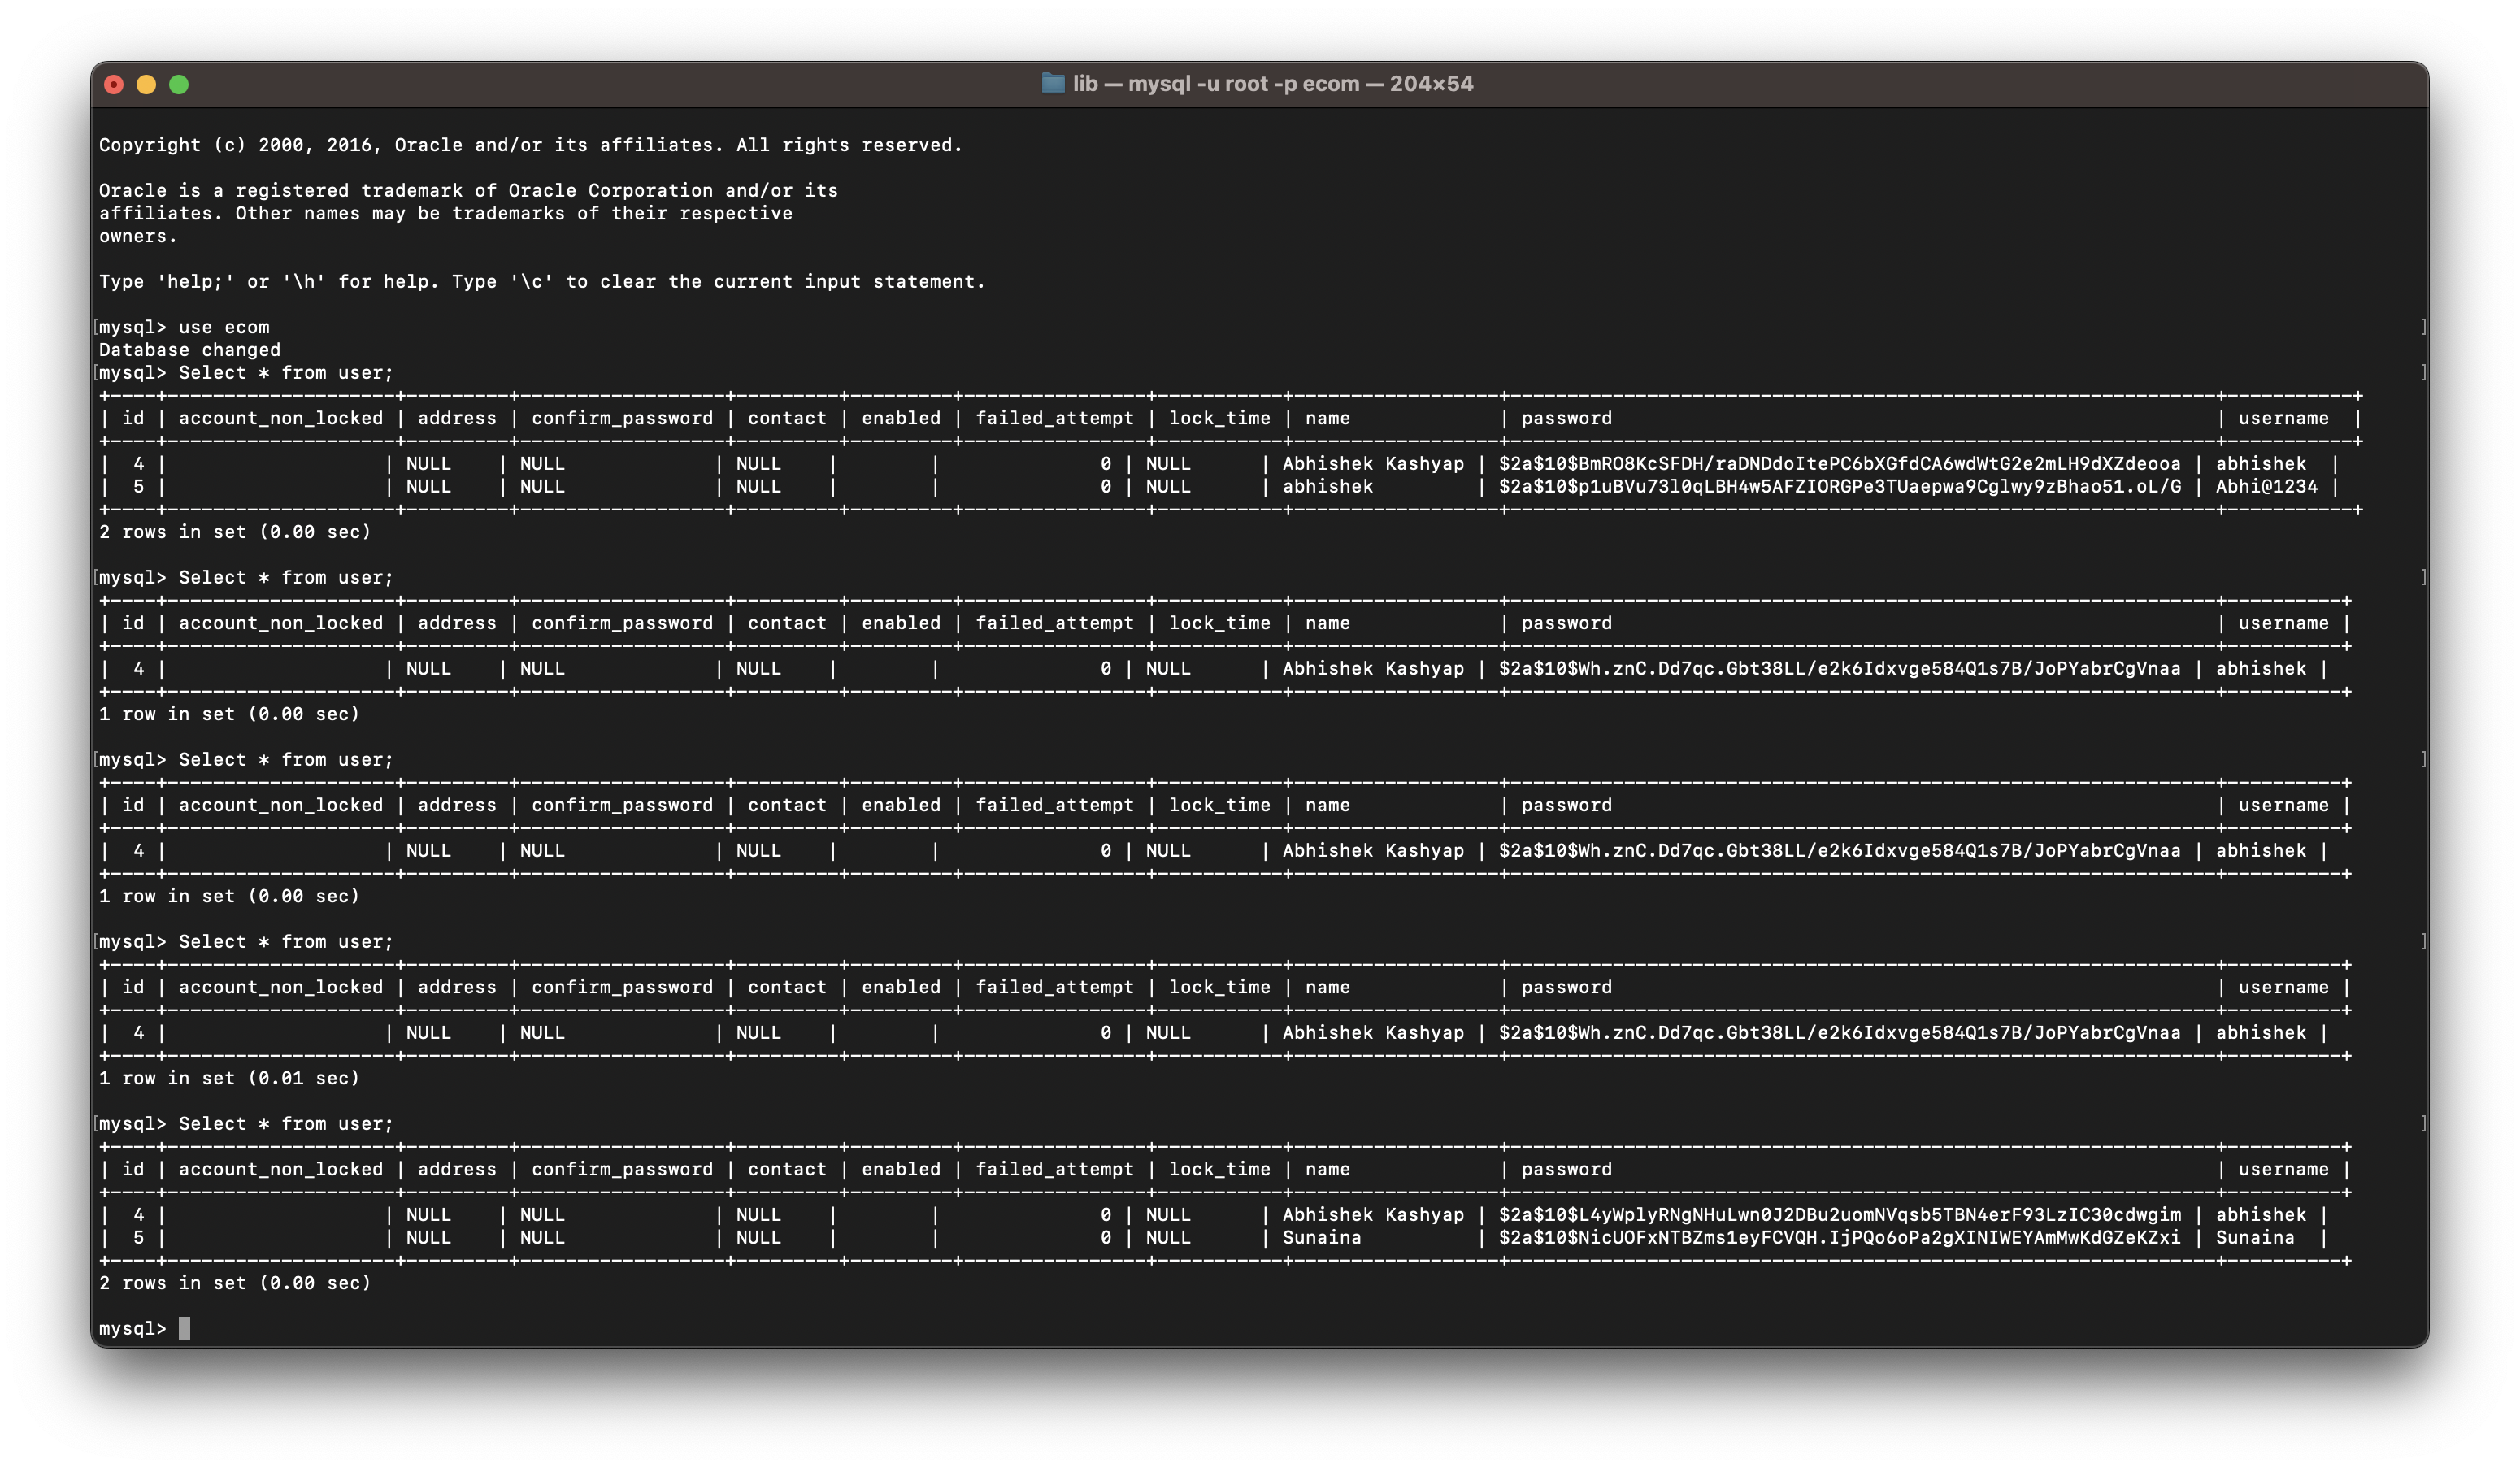 lib — mysql -u root -p ecom — 204×54
Copyright (c) 2000, 2016, Oracle and/or its affiliates. All rights reserved.
Oracle is a registered trademark of Oracle Corporation and/or its
affiliates. Other names may be trademarks of their respective
owners.
Type 'help;' or '\h' for help. Type '\c' to clear the current input statement.
[mysql> use ecom ]
Database changed
[mysql> Select * from user; ]
+----+--------------------+---------+------------------+---------+---------+----------------+-----------+------------------+--------------------------------------------------------------+-----------+
| id | account_non_locked | address | confirm_password | contact | enabled | failed_attempt | lock_time | name             | password                                                     | username  |
+----+--------------------+---------+------------------+---------+---------+----------------+-----------+------------------+--------------------------------------------------------------+-----------+
|  4 |                   | NULL    | NULL             | NULL    |        |              0 | NULL      | Abhishek Kashyap | $2a$10$BmRO8KcSFDH/raDNDdoItePC6bXGfdCA6wdWtG2e2mLH9dXZdeooa | abhishek  |
|  5 |                   | NULL    | NULL             | NULL    |        |              0 | NULL      | abhishek         | $2a$10$p1uBVu73l0qLBH4w5AFZIORGPe3TUaepwa9Cglwy9zBhao51.oL/G | Abhi@1234 |
+----+--------------------+---------+------------------+---------+---------+----------------+-----------+------------------+--------------------------------------------------------------+-----------+
2 rows in set (0.00 sec)
[mysql> Select * from user; ]
+----+--------------------+---------+------------------+---------+---------+----------------+-----------+------------------+--------------------------------------------------------------+----------+
| id | account_non_locked | address | confirm_password | contact | enabled | failed_attempt | lock_time | name             | password                                                     | username |
+----+--------------------+---------+------------------+---------+---------+----------------+-----------+------------------+--------------------------------------------------------------+----------+
|  4 |                   | NULL    | NULL             | NULL    |        |              0 | NULL      | Abhishek Kashyap | $2a$10$Wh.znC.Dd7qc.Gbt38LL/e2k6Idxvge584Q1s7B/JoPYabrCgVnaa | abhishek |
+----+--------------------+---------+------------------+---------+---------+----------------+-----------+------------------+--------------------------------------------------------------+----------+
1 row in set (0.00 sec)
[mysql> Select * from user; ]
+----+--------------------+---------+------------------+---------+---------+----------------+-----------+------------------+--------------------------------------------------------------+----------+
| id | account_non_locked | address | confirm_password | contact | enabled | failed_attempt | lock_time | name             | password                                                     | username |
+----+--------------------+---------+------------------+---------+---------+----------------+-----------+------------------+--------------------------------------------------------------+----------+
|  4 |                   | NULL    | NULL             | NULL    |        |              0 | NULL      | Abhishek Kashyap | $2a$10$Wh.znC.Dd7qc.Gbt38LL/e2k6Idxvge584Q1s7B/JoPYabrCgVnaa | abhishek |
+----+--------------------+---------+------------------+---------+---------+----------------+-----------+------------------+--------------------------------------------------------------+----------+
1 row in set (0.00 sec)
[mysql> Select * from user; ]
+----+--------------------+---------+------------------+---------+---------+----------------+-----------+------------------+--------------------------------------------------------------+----------+
| id | account_non_locked | address | confirm_password | contact | enabled | failed_attempt | lock_time | name             | password                                                     | username |
+----+--------------------+---------+------------------+---------+---------+----------------+-----------+------------------+--------------------------------------------------------------+----------+
|  4 |                   | NULL    | NULL             | NULL    |        |              0 | NULL      | Abhishek Kashyap | $2a$10$Wh.znC.Dd7qc.Gbt38LL/e2k6Idxvge584Q1s7B/JoPYabrCgVnaa | abhishek |
+----+--------------------+---------+------------------+---------+---------+----------------+-----------+------------------+--------------------------------------------------------------+----------+
1 row in set (0.01 sec)
[mysql> Select * from user; ]
+----+--------------------+---------+------------------+---------+---------+----------------+-----------+------------------+--------------------------------------------------------------+----------+
| id | account_non_locked | address | confirm_password | contact | enabled | failed_attempt | lock_time | name             | password                                                     | username |
+----+--------------------+---------+------------------+---------+---------+----------------+-----------+------------------+--------------------------------------------------------------+----------+
|  4 |                   | NULL    | NULL             | NULL    |        |              0 | NULL      | Abhishek Kashyap | $2a$10$L4yWplyRNgNHuLwn0J2DBu2uomNVqsb5TBN4erF93LzIC30cdwgim | abhishek |
|  5 |                   | NULL    | NULL             | NULL    |        |              0 | NULL      | Sunaina          | $2a$10$NicUOFxNTBZms1eyFCVQH.IjPQo6oPa2gXINIWEYAmMwKdGZeKZxi | Sunaina  |
+----+--------------------+---------+------------------+---------+---------+----------------+-----------+------------------+--------------------------------------------------------------+----------+
2 rows in set (0.00 sec)
mysql>